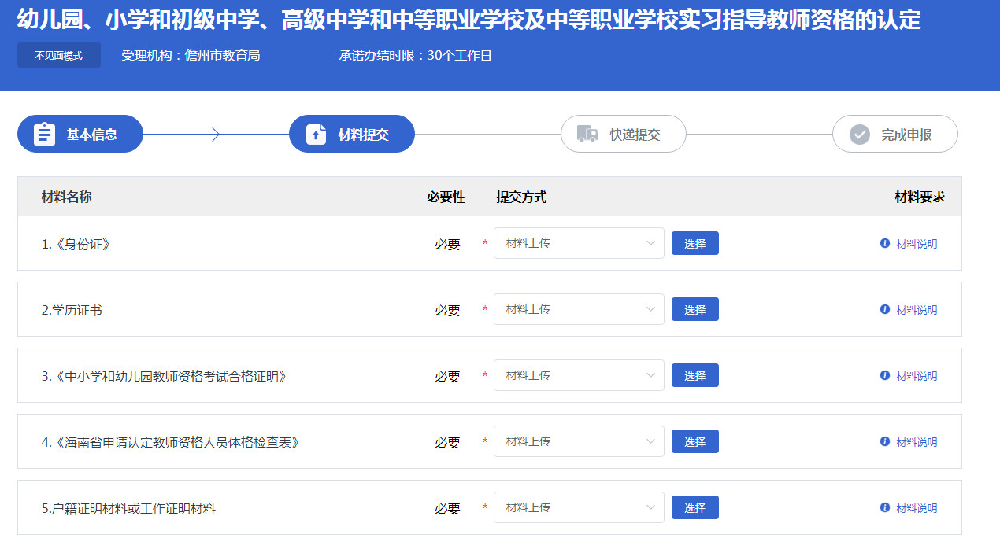 幼儿园、小学和初级中学、高级中学和中等职业学校及中等职业学校实习指导教师资格的认定
不见面模式 受理机构：儋州市教育局 承诺办结时限：30个工作日
基本信息 材料提交 快递提交 完成申报
材料名称 必要性 提交方式 材料要求
1.《身份证》 必要 * 材料上传 选择 材料说明
2.学历证书 必要 * 材料上传 选择 材料说明
3.《中小学和幼儿园教师资格考试合格证明》 必要 * 材料上传 选择 材料说明
4.《海南省申请认定教师资格人员体格检查表》 必要 * 材料上传 选择 材料说明
5.户籍证明材料或工作证明材料 必要 * 材料上传 选择 材料说明